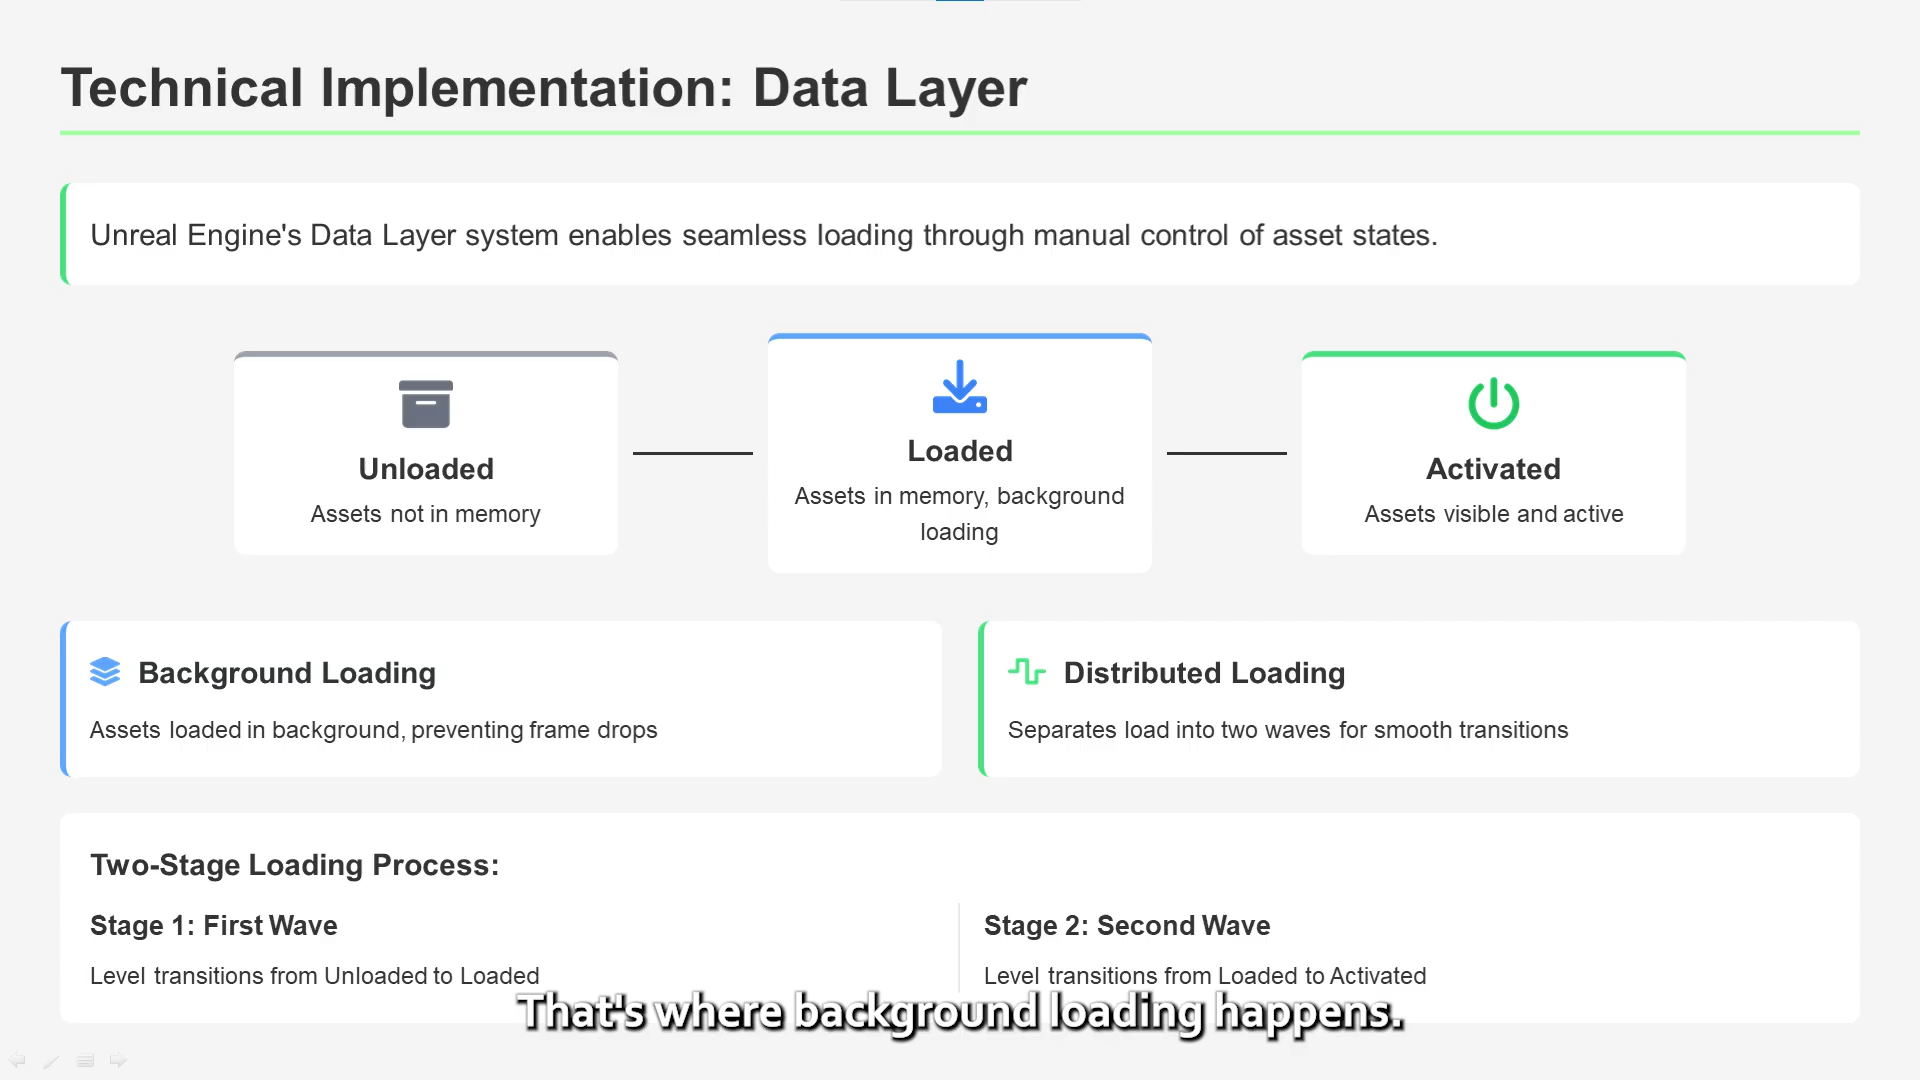 Technical Implementation: Data Layer
Unreal Engine's Data Layer system enables seamless loading through manual control of asset states.
Unloaded
Assets not in memory
Loaded
Assets in memory, background
loading
Activated
Assets visible and active
Background Loading
Assets loaded in background, preventing frame drops
Distributed Loading
Separates load into two waves for smooth transitions
Two-Stage Loading Process:
Stage 1: First Wave
Level transitions from Unloaded to Loaded
Stage 2: Second Wave
Level transitions from Loaded to Activated
That's where background loading happens.